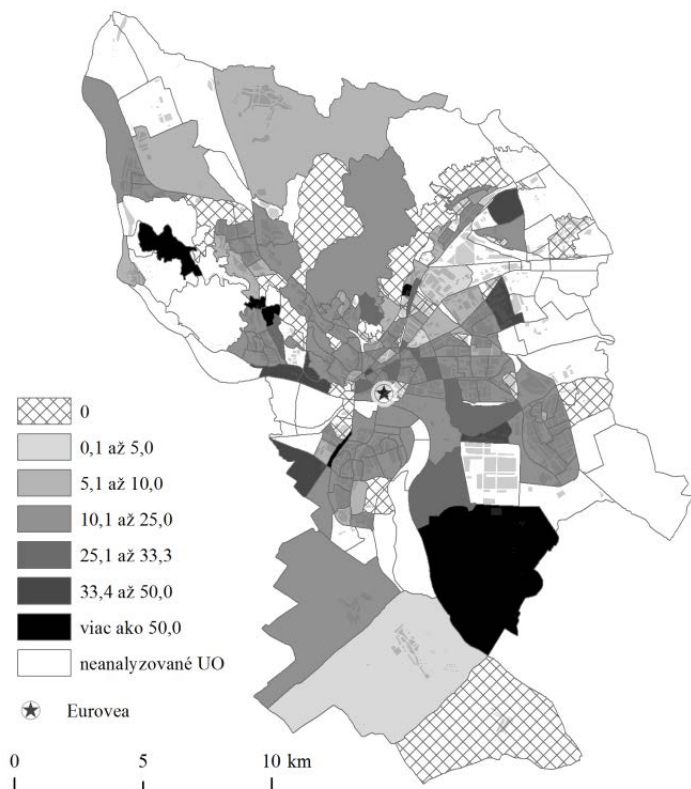 0
0,1 až 5,0
5,1 až 10,0
10,1 až 25,0
25,1 až 33,3
33,4 až 50,0
viac ako 50,0
neanalyzované UO
Eurovea
0 5 10 km